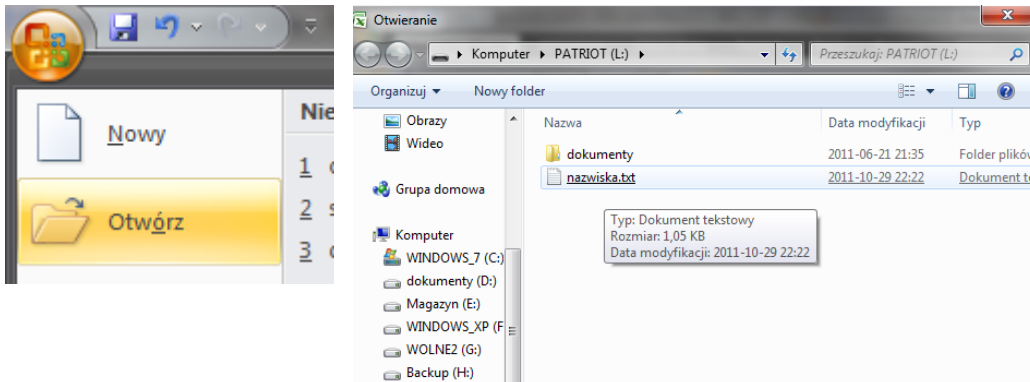 Nowy
Otwórz
Nie
1
2
3
Otwieranie
Komputer PATRIOT (L:)
Przeszukaj: PATRIOT (L:)
Organizuj
Nowy folder
Nazwa
Data modyfikacji
Typ
Obrazy
Wideo
Grupa domowa
Komputer
WINDOWS_7 (C:)
dokumenty (D:)
Magazyn (E:)
WINDOWS_XP (F
WOLNE2 (G:)
Backup (H:)
dokumenty
2011-06-21 21:35
Folder plików
nazwiska.txt
2011-10-29 22:22
Dokument t
Typ: Dokument tekstowy
Rozmiar: 1,05 KB
Data modyfikacji: 2011-10-29 22:22